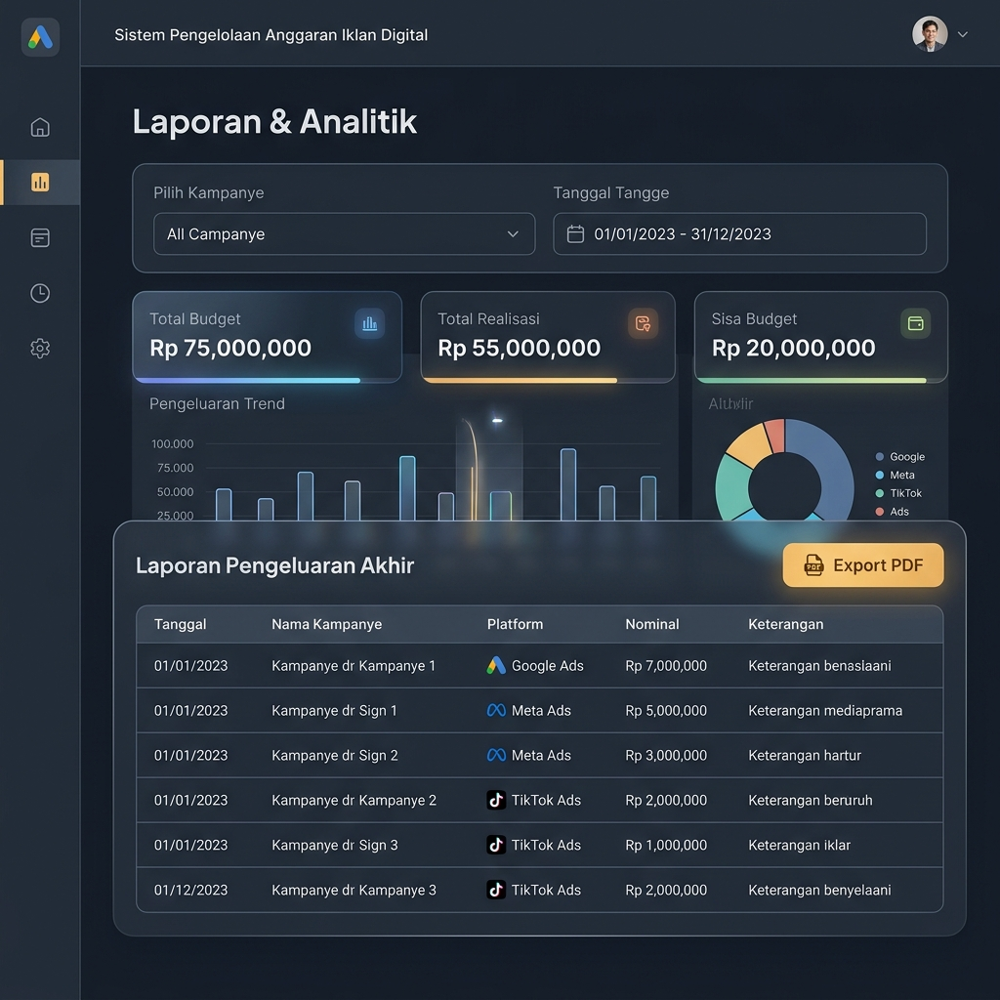 Sistem Pengelolaan Anggaran Iklan Digital
Laporan & Analitik
Pilih Kampanye
Tanggal Tangge
All Campanye
01/01/2023 - 31/12/2023
Total Budget
Rp 75,000,000
Total Realisasi
Rp 55,000,000
Sisa Budget
Rp 20,000,000
Pengeluaran Trend
100.000
75.000
50.000
25.000
Google
Meta
TikTok
Ads
Laporan Pengeluaran Akhir
Export PDF
Tanggal Nama Kampanye Platform Nominal Keterangan
01/01/2023 Kampanye dr Kampanye 1 Google Ads Rp 7,000,000 Keterangan benaslaani
01/01/2023 Kampanye dr Sign 1 Meta Ads Rp 5,000,000 Keterangan mediaprama
01/01/2023 Kampanye dr Sign 2 Meta Ads Rp 3,000,000 Keterangan hartur
01/01/2023 Kampanye dr Kampanye 2 TikTok Ads Rp 2,000,000 Keterangan beruruh
01/01/2023 Kampanye dr Sign 3 TikTok Ads Rp 1,000,000 Keterangan iklar
01/12/2023 Kampanye dr Kampanye 3 TikTok Ads Rp 2,000,000 Keterangan benyelaani